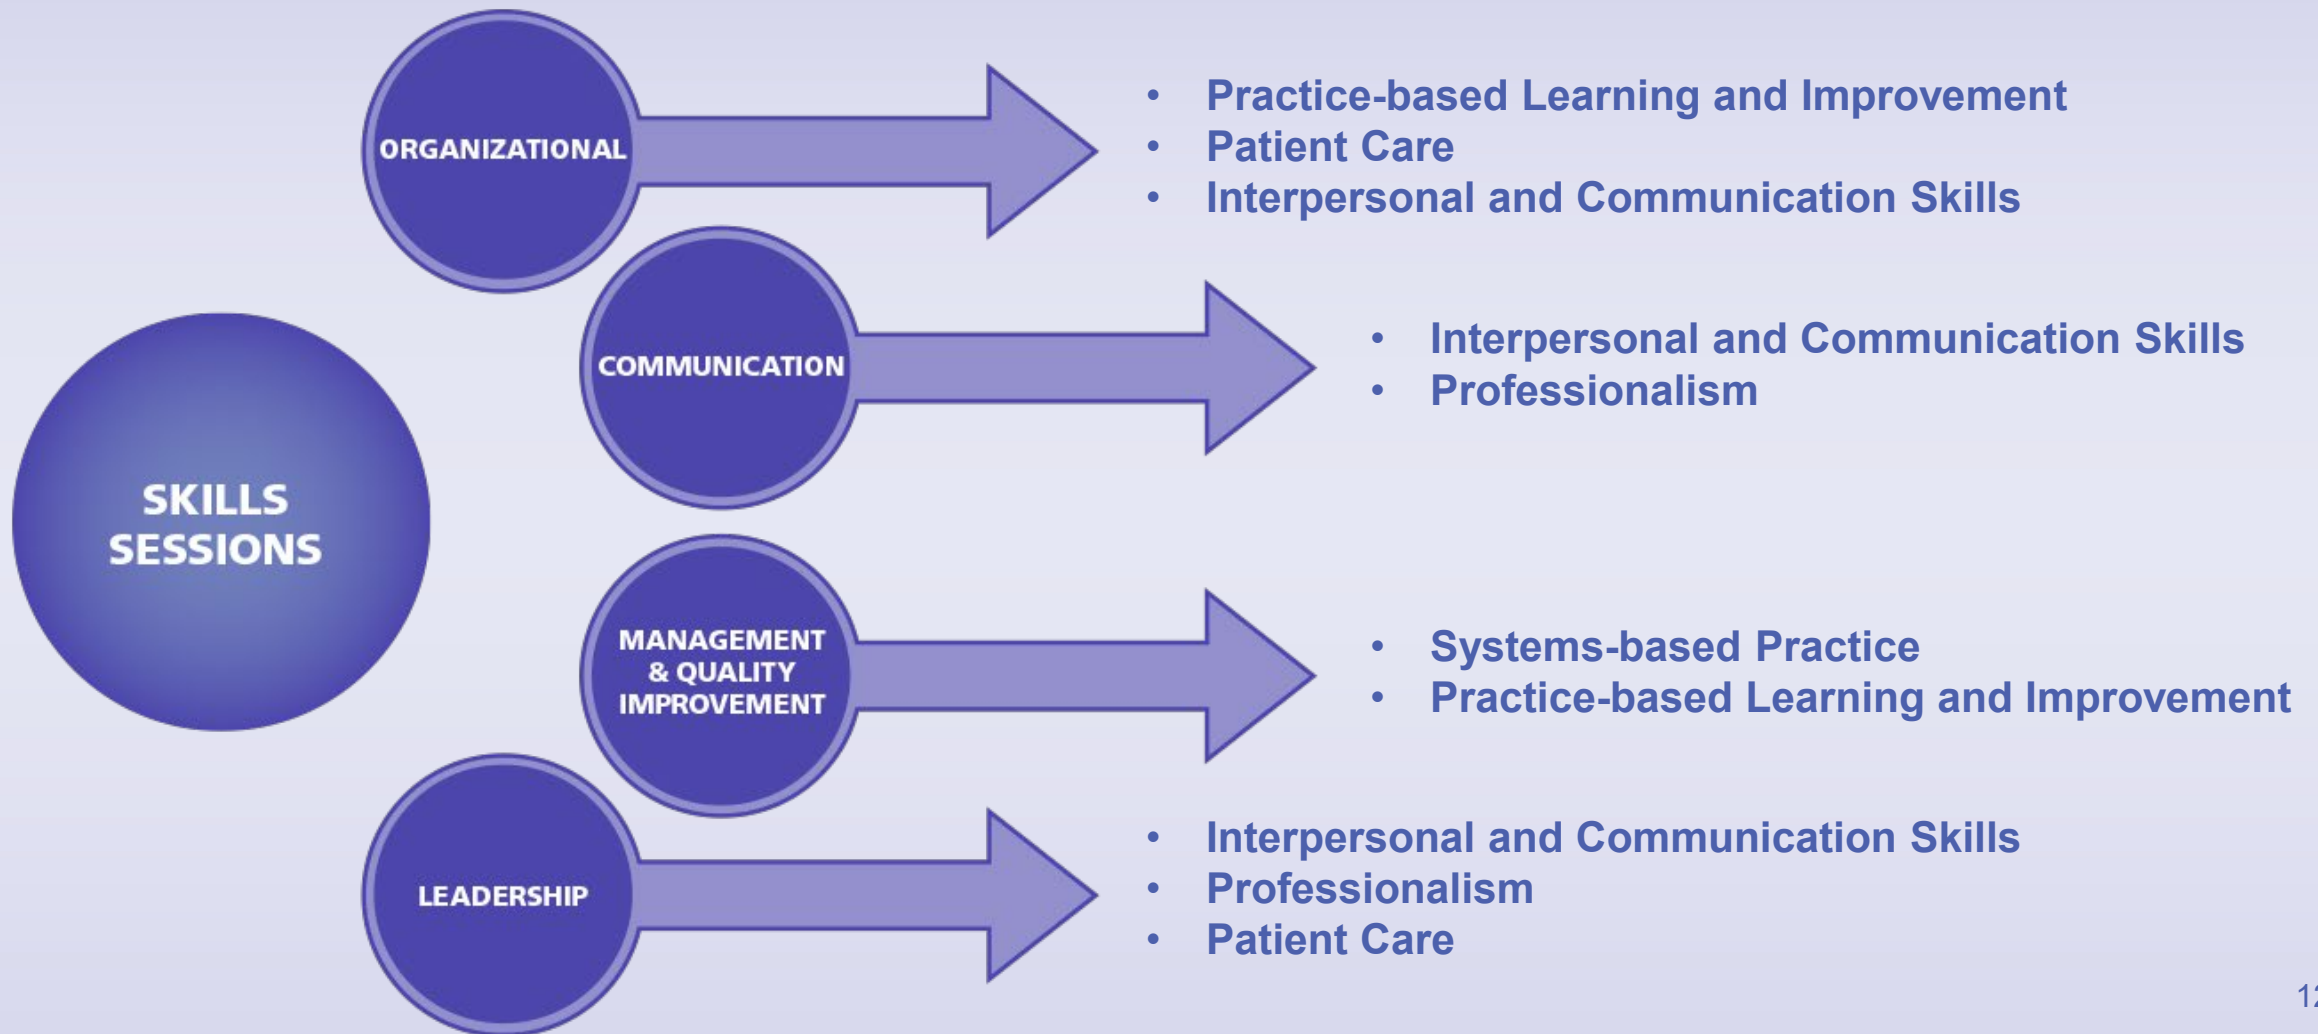 ORGANIZATIONAL
• Practice-based Learning and Improvement
• Patient Care
• Interpersonal and Communication Skills
COMMUNICATION
• Interpersonal and Communication Skills
• Professionalism
SKILLS
SESSIONS
MANAGEMENT
& QUALITY
IMPROVEMENT
• Systems-based Practice
• Practice-based Learning and Improvement
LEADERSHIP
• Interpersonal and Communication Skills
• Professionalism
• Patient Care
12